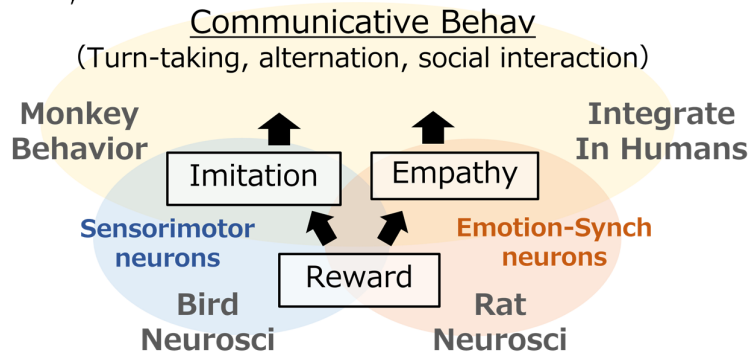 Communicative Behav
(Turn-taking, alternation, social interaction)
Monkey
Behavior
Integrate
In Humans
Imitation
Empathy
Sensorimotor
neurons
Emotion-Synch
neurons
Reward
Bird
Neurosci
Rat
Neurosci